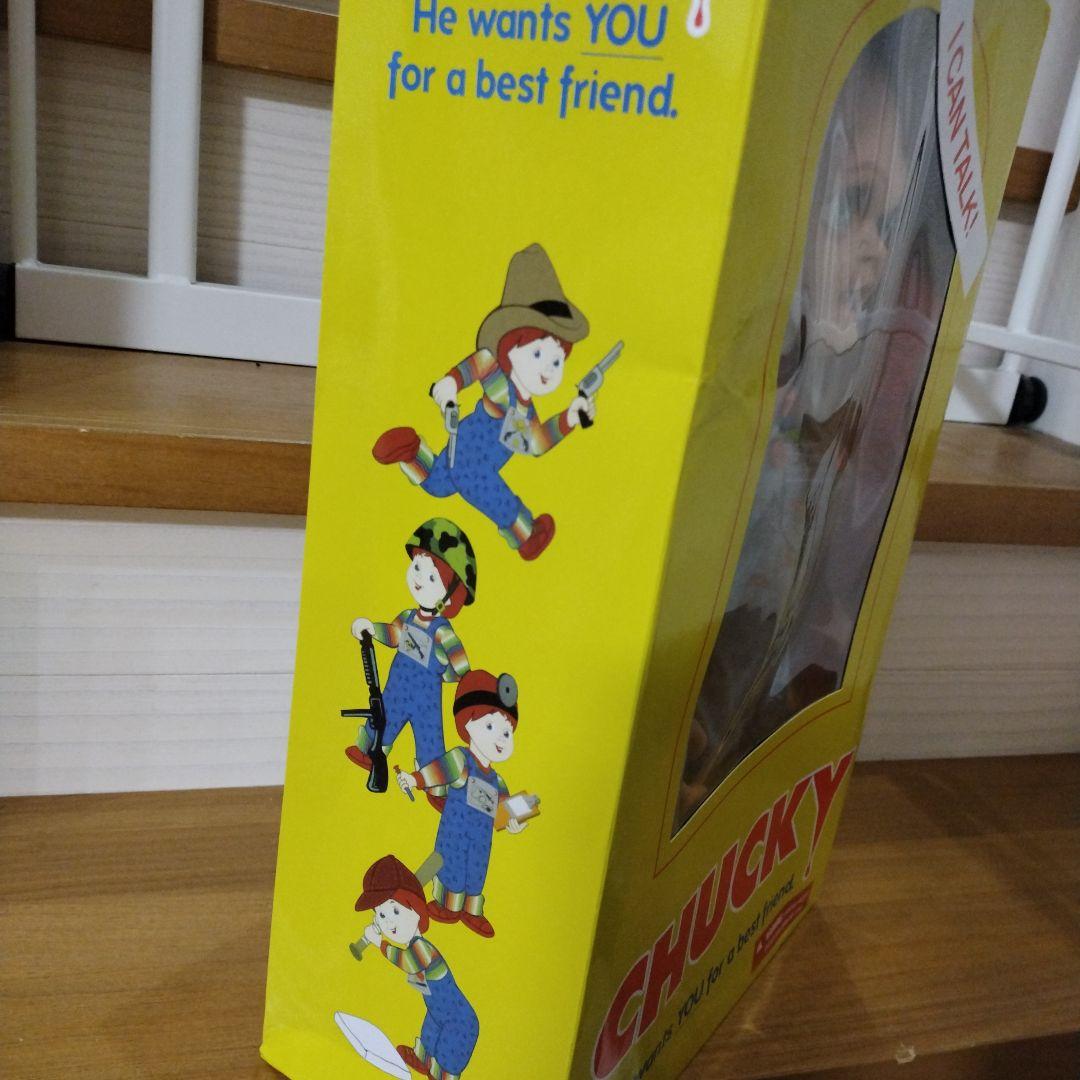 He wants YOU
for a best friend.
I CAN TALK!
CHUCKY
wants YOU for a best friend.